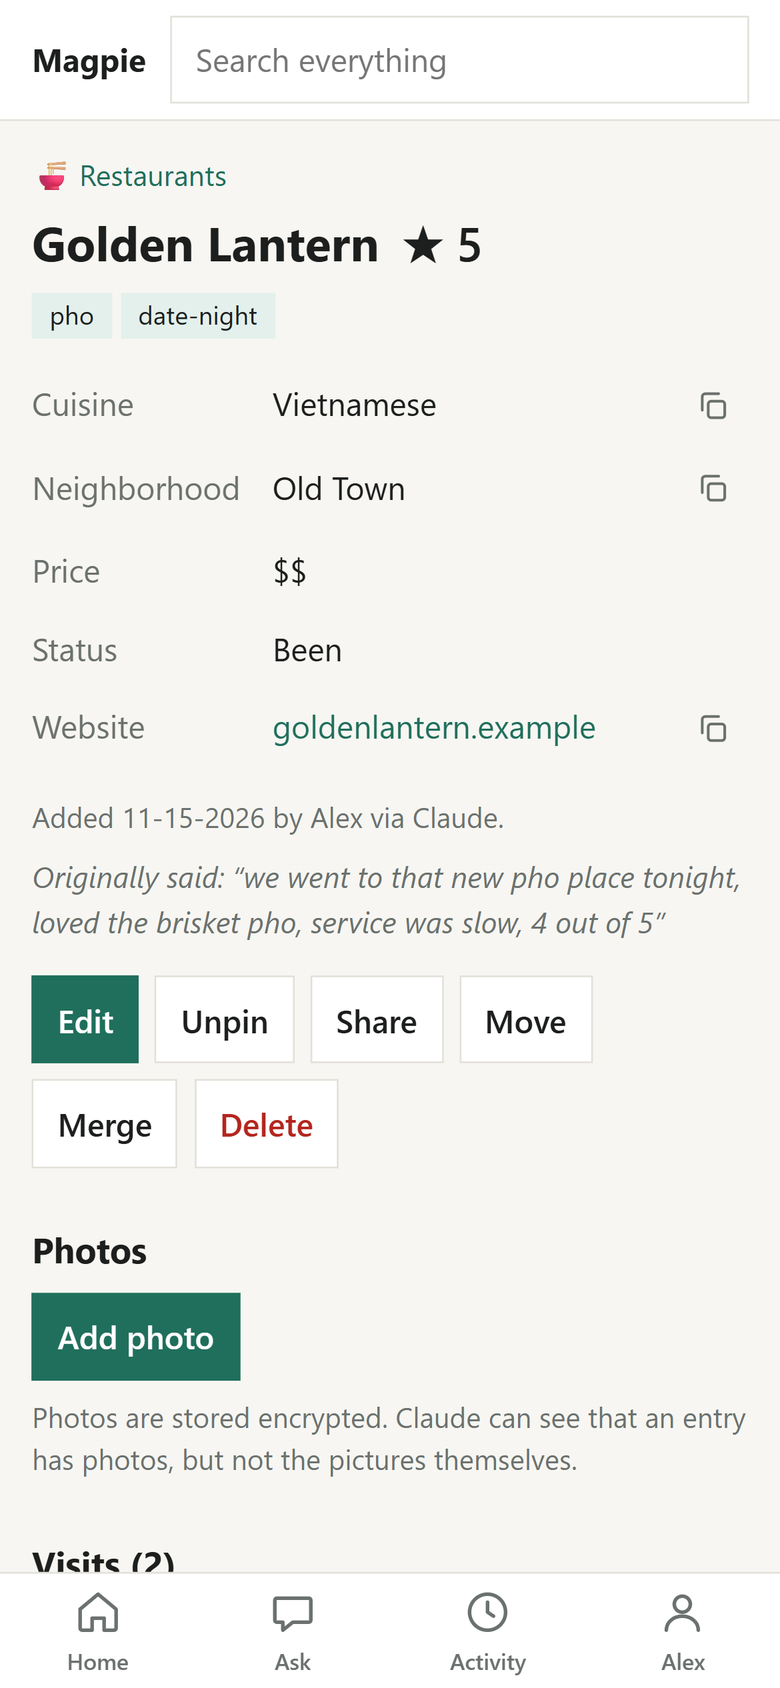 Magpie
Search everything
Restaurants
Golden Lantern ★ 5
pho date-night
Cuisine Vietnamese
Neighborhood Old Town
Price $$
Status Been
Website goldenlantern.example
Added 11-15-2026 by Alex via Claude.
Originally said: “we went to that new pho place tonight,
loved the brisket pho, service was slow, 4 out of 5”
Edit Unpin Share Move
Merge Delete
Photos
Add photo
Photos are stored encrypted. Claude can see that an entry
has photos, but not the pictures themselves.
Visits (2)
Home Ask Activity Alex